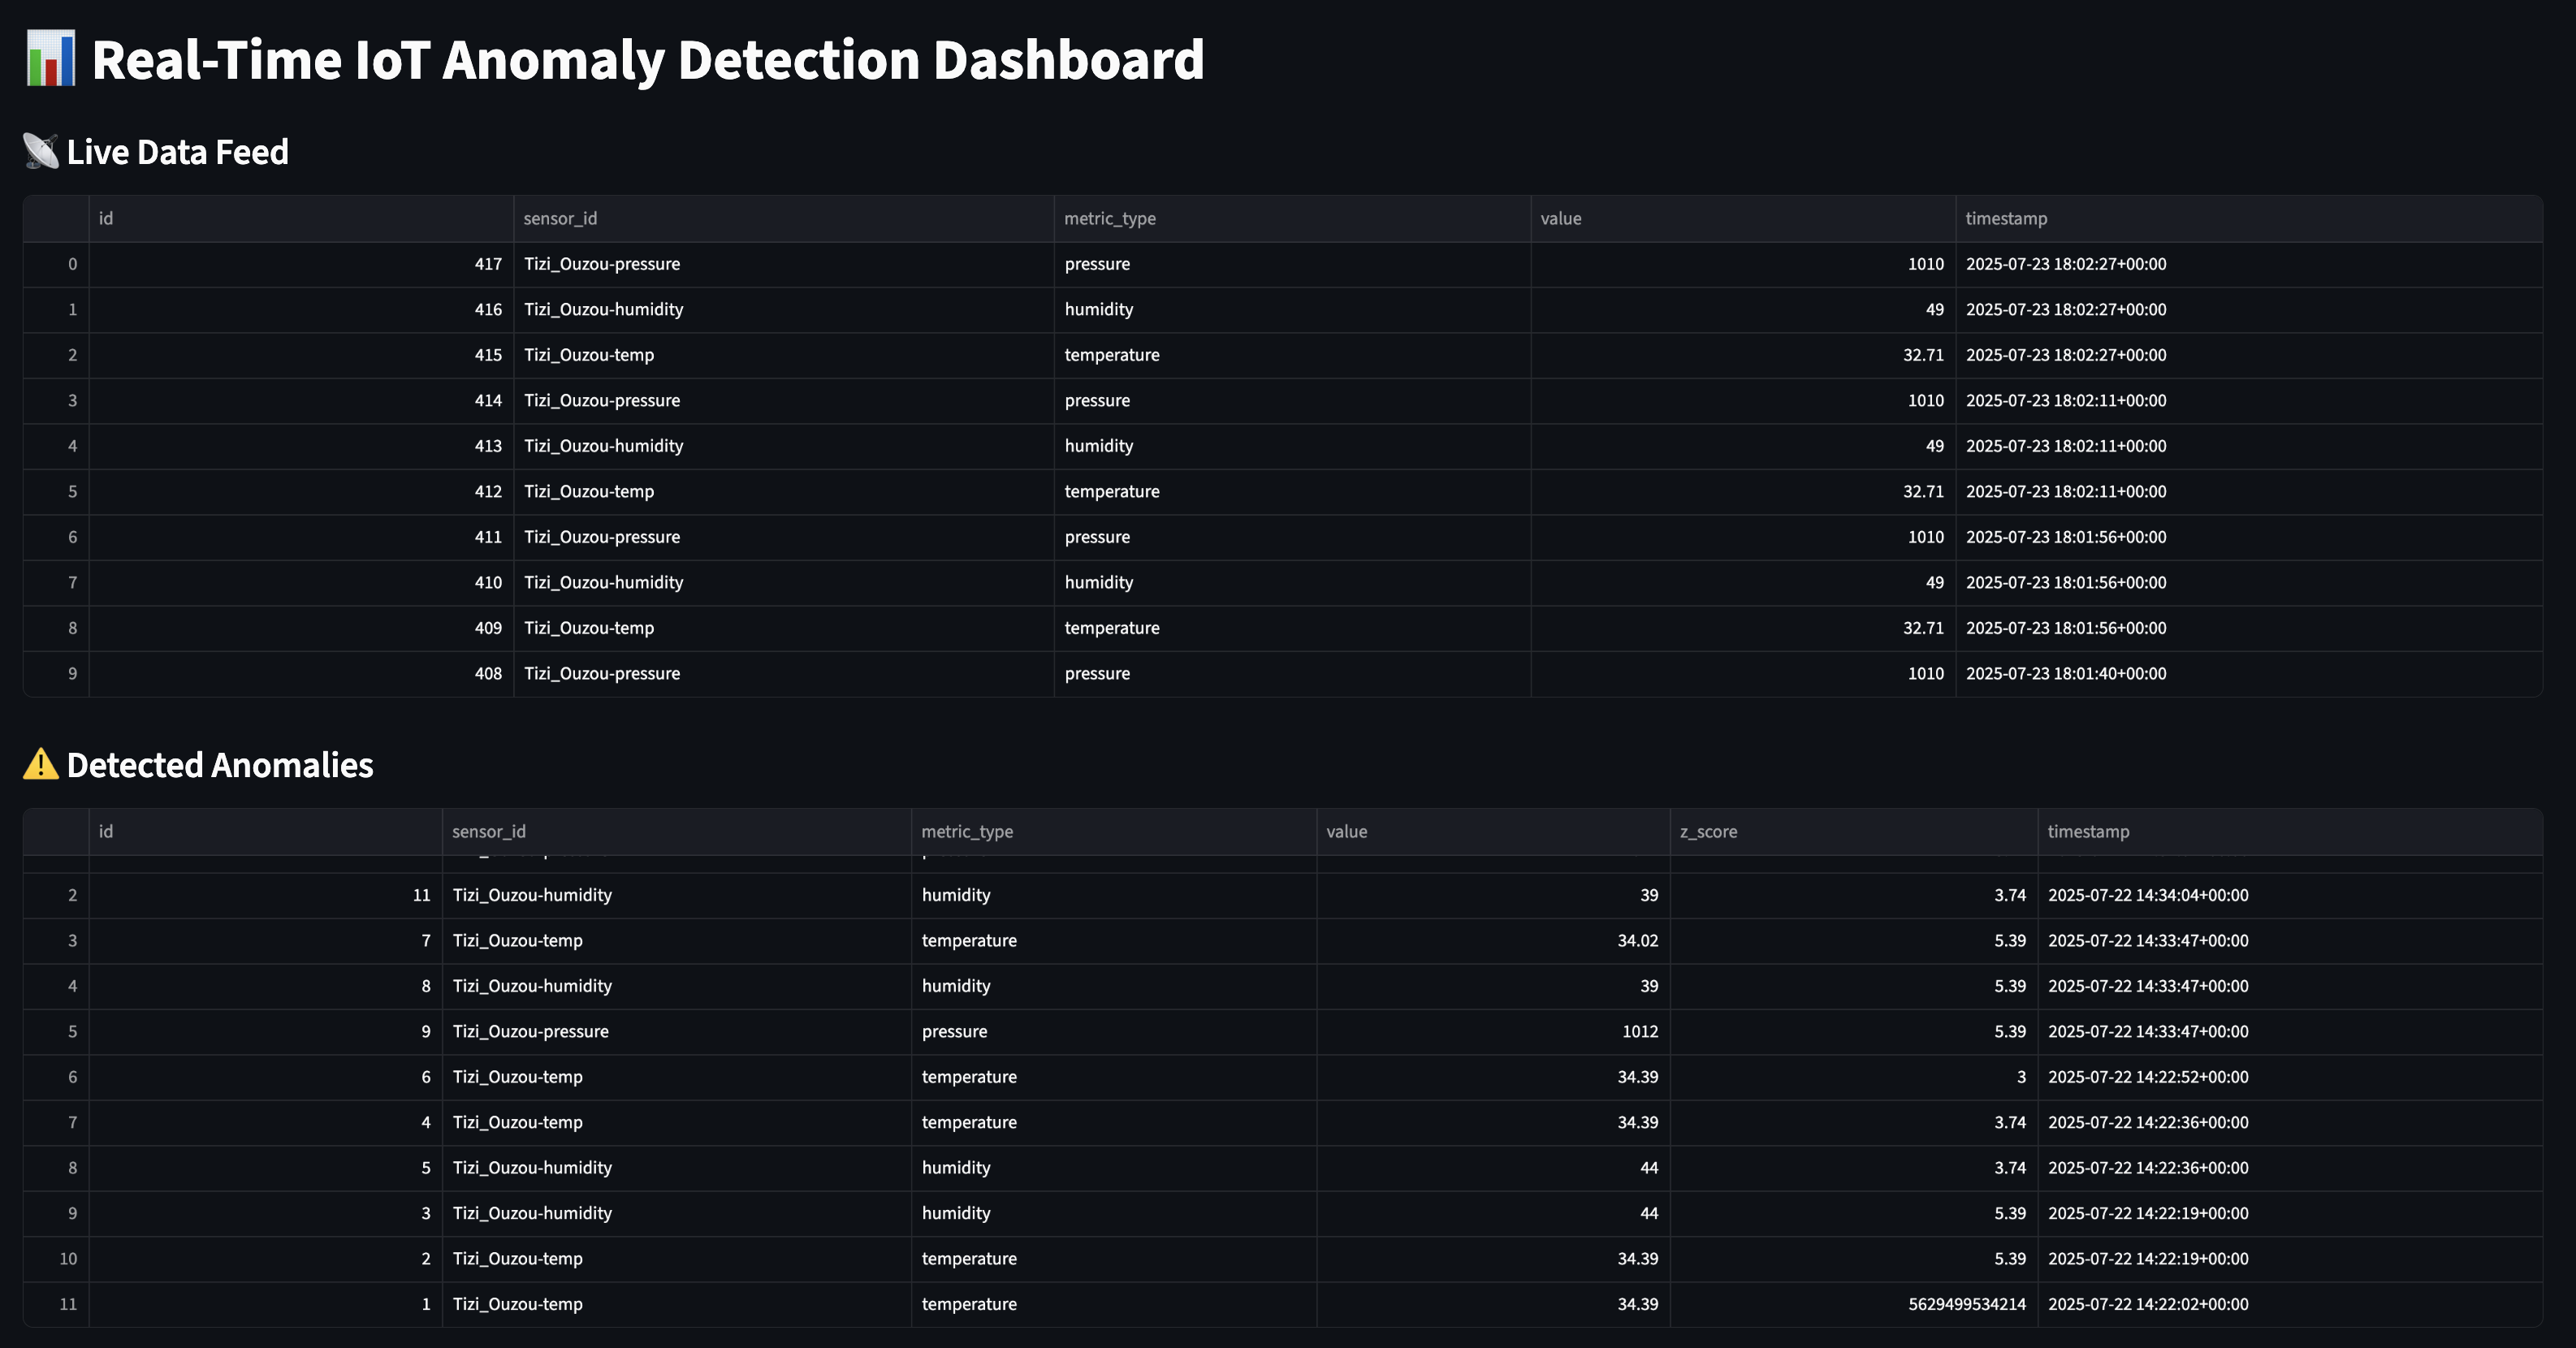 Real-Time IoT Anomaly Detection Dashboard
Live Data Feed
id sensor_id metric_type value timestamp
0 417 Tizi_Ouzou-pressure pressure 1010 2025-07-23 18:02:27+00:00
1 416 Tizi_Ouzou-humidity humidity 49 2025-07-23 18:02:27+00:00
2 415 Tizi_Ouzou-temp temperature 32.71 2025-07-23 18:02:27+00:00
3 414 Tizi_Ouzou-pressure pressure 1010 2025-07-23 18:02:11+00:00
4 413 Tizi_Ouzou-humidity humidity 49 2025-07-23 18:02:11+00:00
5 412 Tizi_Ouzou-temp temperature 32.71 2025-07-23 18:02:11+00:00
6 411 Tizi_Ouzou-pressure pressure 1010 2025-07-23 18:01:56+00:00
7 410 Tizi_Ouzou-humidity humidity 49 2025-07-23 18:01:56+00:00
8 409 Tizi_Ouzou-temp temperature 32.71 2025-07-23 18:01:56+00:00
9 408 Tizi_Ouzou-pressure pressure 1010 2025-07-23 18:01:40+00:00
Detected Anomalies
id sensor_id metric_type value z_score timestamp
2 11 Tizi_Ouzou-humidity humidity 39 3.74 2025-07-22 14:34:04+00:00
3 7 Tizi_Ouzou-temp temperature 34.02 5.39 2025-07-22 14:33:47+00:00
4 8 Tizi_Ouzou-humidity humidity 39 5.39 2025-07-22 14:33:47+00:00
5 9 Tizi_Ouzou-pressure pressure 1012 5.39 2025-07-22 14:33:47+00:00
6 6 Tizi_Ouzou-temp temperature 34.39 3 2025-07-22 14:22:52+00:00
7 4 Tizi_Ouzou-temp temperature 34.39 3.74 2025-07-22 14:22:36+00:00
8 5 Tizi_Ouzou-humidity humidity 44 3.74 2025-07-22 14:22:36+00:00
9 3 Tizi_Ouzou-humidity humidity 44 5.39 2025-07-22 14:22:19+00:00
10 2 Tizi_Ouzou-temp temperature 34.39 5.39 2025-07-22 14:22:19+00:00
11 1 Tizi_Ouzou-temp temperature 34.39 5629499534214 2025-07-22 14:22:02+00:00